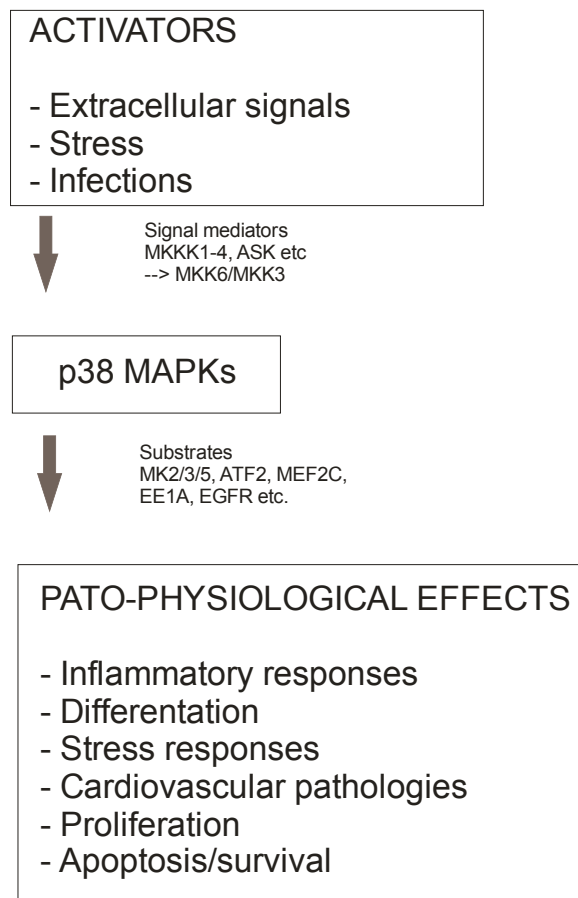 ACTIVATORS
- Extracellular signals
- Stress
- Infections
Signal mediators
MKKK1-4, ASK etc
--> MKK6/MKK3
p38 MAPKs
Substrates
MK2/3/5, ATF2, MEF2C,
EE1A, EGFR etc.
PATO-PHYSIOLOGICAL EFFECTS
- Inflammatory responses
- Differentation
- Stress responses
- Cardiovascular pathologies
- Proliferation
- Apoptosis/survival